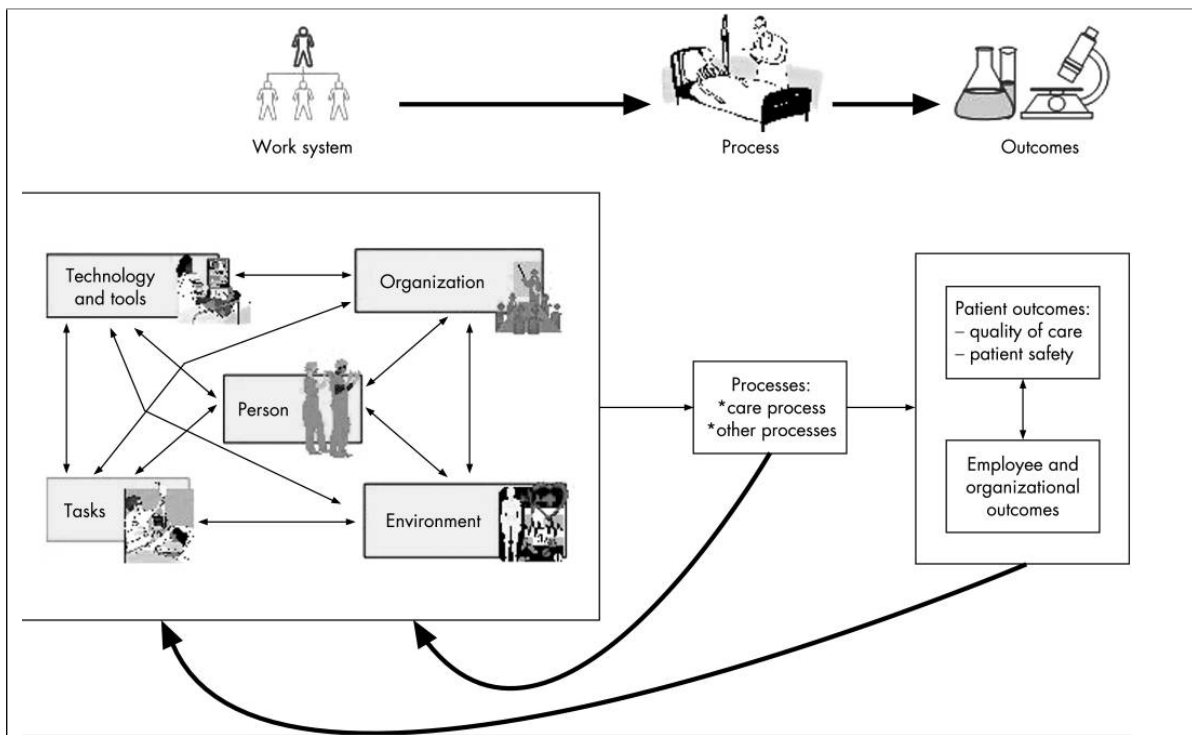 Work system
Process
Outcomes
Technology
and tools
Organization
Person
Tasks
Environment
Processes:
*care process
*other processes
Patient outcomes:
– quality of care
– patient safety
Employee and
organizational
outcomes